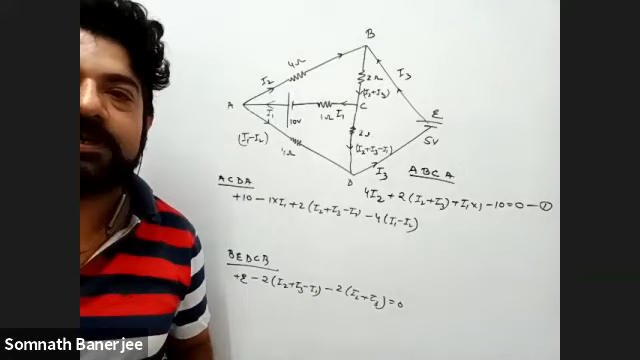 B
I₂
4Ω
I₃
2Ω
(I₂+I₃)
A
I₁
10V
1Ω
I₁
C
E
5V
(I₁-I₂)
4Ω
2Ω
(I₂+I₃-I₁)
D
I₃
ABCA
4I₂ + 2(I₂+I₃) + I₁×1 - 10 = 0 - ①
ACDA
+10 - 1×I₁ + 2(I₂+I₃-I₁) - 4(I₁-I₂)
BEDCB
- 2(I₂+I₃-I₁) - 2(I₂+I₃) = 0
Somnath Banerjee